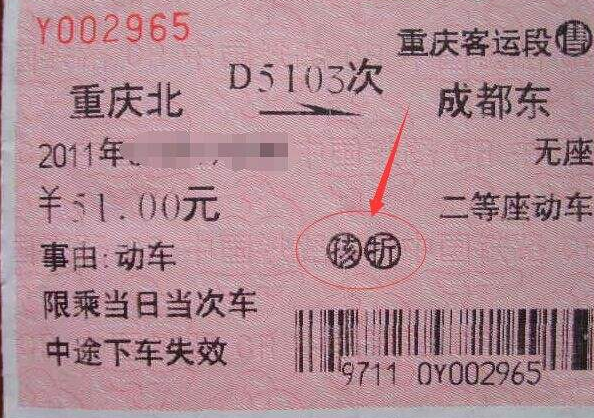 Y002965
重庆客运段 售
重庆北 D5103次 成都东
2011年
无座
¥51.00元
二等座动车
事由:动车
孩 折
限乘当日当次车
中途下车失效
9711 0Y002965